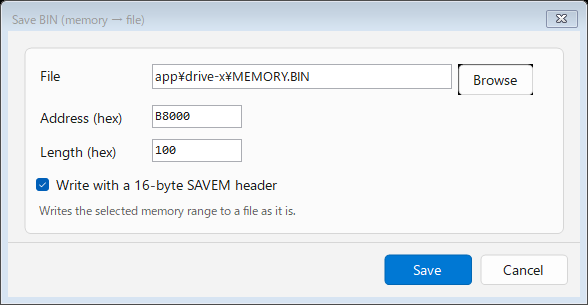 Save BIN (memory → file)
File
app¥drive-x¥MEMORY.BIN
Browse
Address (hex)
B8000
Length (hex)
100
Write with a 16-byte SAVEM header
Writes the selected memory range to a file as it is.
Save
Cancel